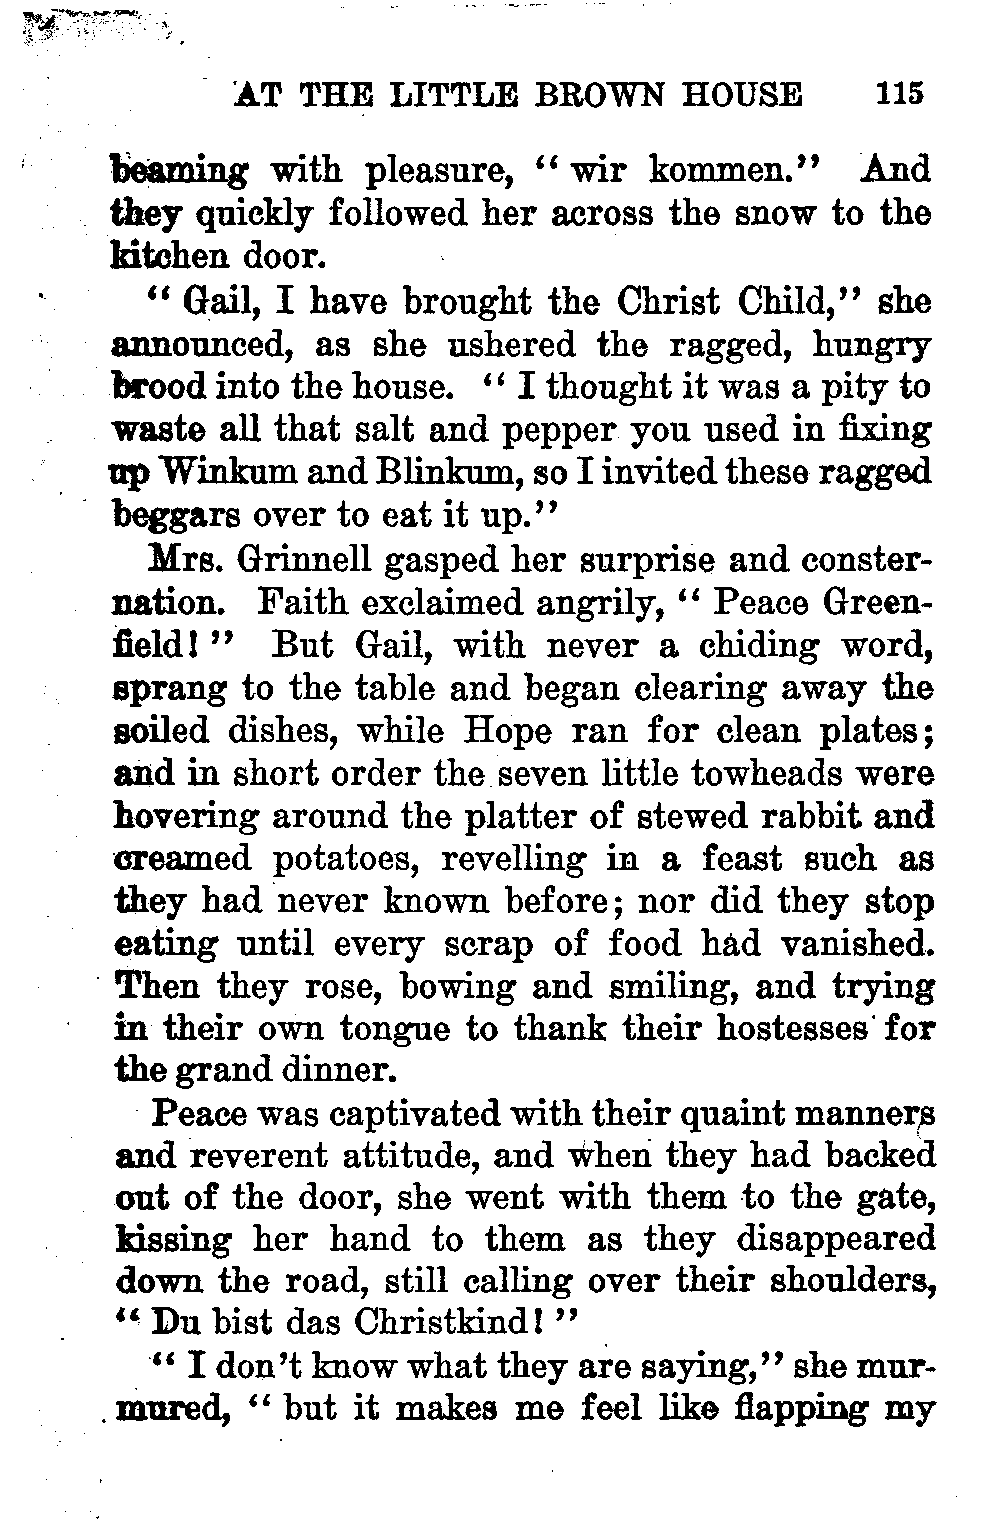 AT THE LITTLE BROWN HOUSE 115
beaming with pleasure, “ wir kommen.” And
they quickly followed her across the snow to the
kitchen door.
“ Gail, I have brought the Christ Child,” she
announced, as she ushered the ragged, hungry
brood into the house. “ I thought it was a pity to
waste all that salt and pepper you used in fixing
up Winkum and Blinkum, so I invited these ragged
beggars over to eat it up.”
Mrs. Grinnell gasped her surprise and conster-
nation. Faith exclaimed angrily, “ Peace Green-
field! ” But Gail, with never a chiding word,
sprang to the table and began clearing away the
soiled dishes, while Hope ran for clean plates;
and in short order the seven little towheads were
hovering around the platter of stewed rabbit and
creamed potatoes, revelling in a feast such as
they had never known before; nor did they stop
eating until every scrap of food had vanished.
Then they rose, bowing and smiling, and trying
in their own tongue to thank their hostesses for
the grand dinner.
Peace was captivated with their quaint manners
and reverent attitude, and when they had backed
out of the door, she went with them to the gate,
kissing her hand to them as they disappeared
down the road, still calling over their shoulders,
“ Du bist das Christkind! ”
“ I don’t know what they are saying,” she mur-
mured, “ but it makes me feel like flapping my